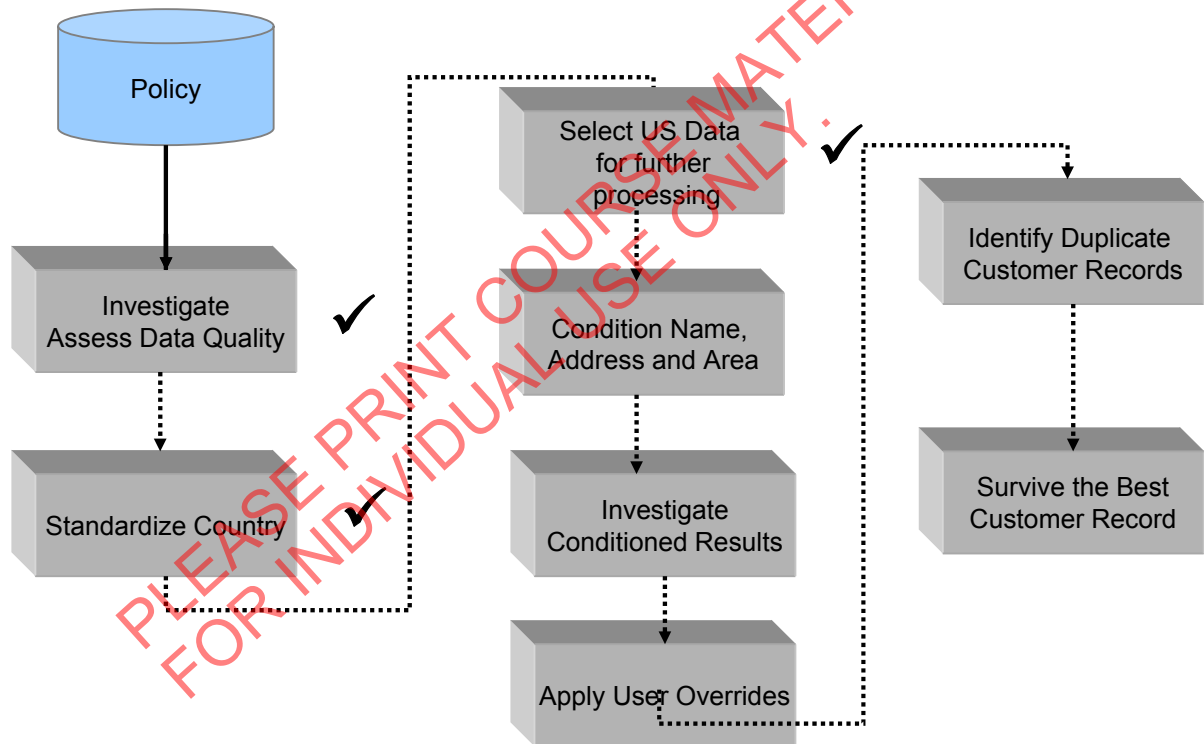 Policy
Investigate
Assess Data Quality
Standardize Country
Select US Data
for further
processing
Condition Name,
Address and Area
Investigate
Conditioned Results
Apply User Overrides
Identify Duplicate
Customer Records
Survive the Best
Customer Record
PLEASE PRINT COURSE MATER
FOR INDIVIDUAL USE ONLY.